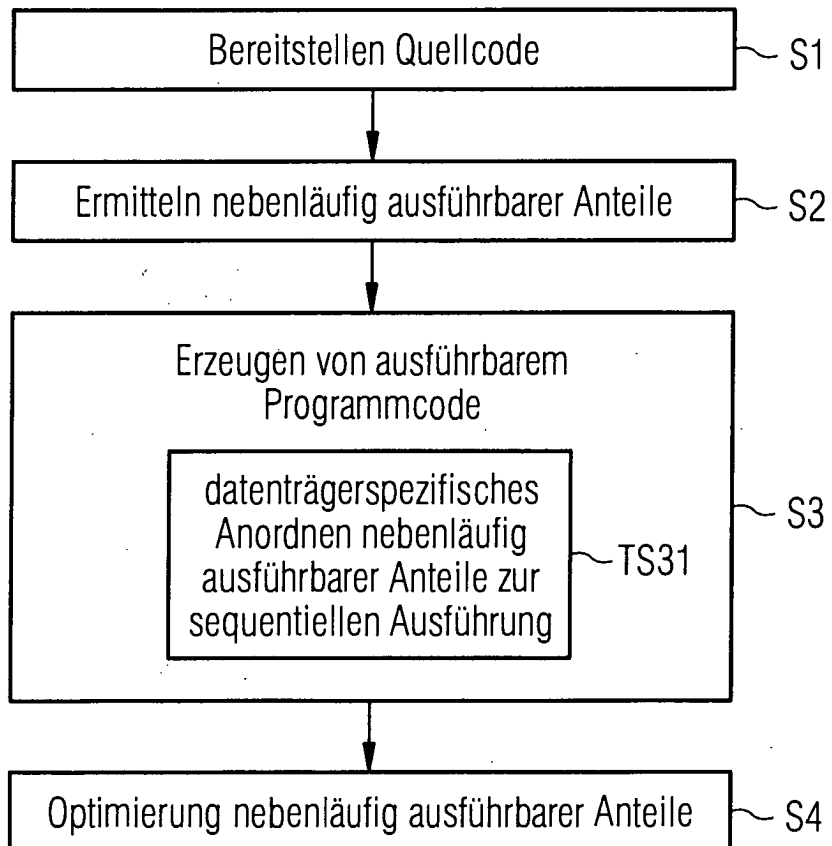 Bereitstellen Quellcode
S1
Ermitteln nebenläufig ausführbarer Anteile
S2
Erzeugen von ausführbarem
Programmcode
datenträgerspezifisches
Anordnen nebenläufig
ausführbarer Anteile zur
sequentiellen Ausführung
TS31
S3
Optimierung nebenläufig ausführbarer Anteile
S4